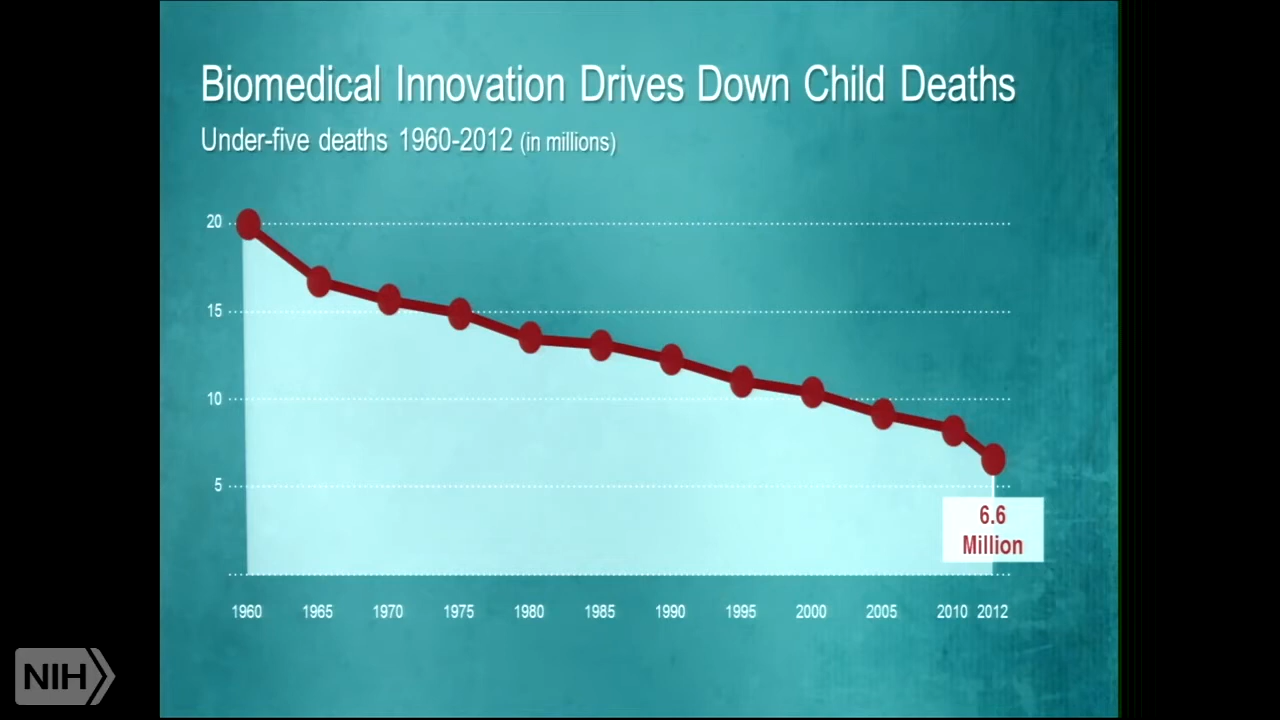 Biomedical Innovation Drives Down Child Deaths
Under-five deaths 1960-2012 (in millions)
20
15
10
5
6.6
Million
1960 1965 1970 1975 1980 1985 1990 1995 2000 2005 2010 2012
NIH